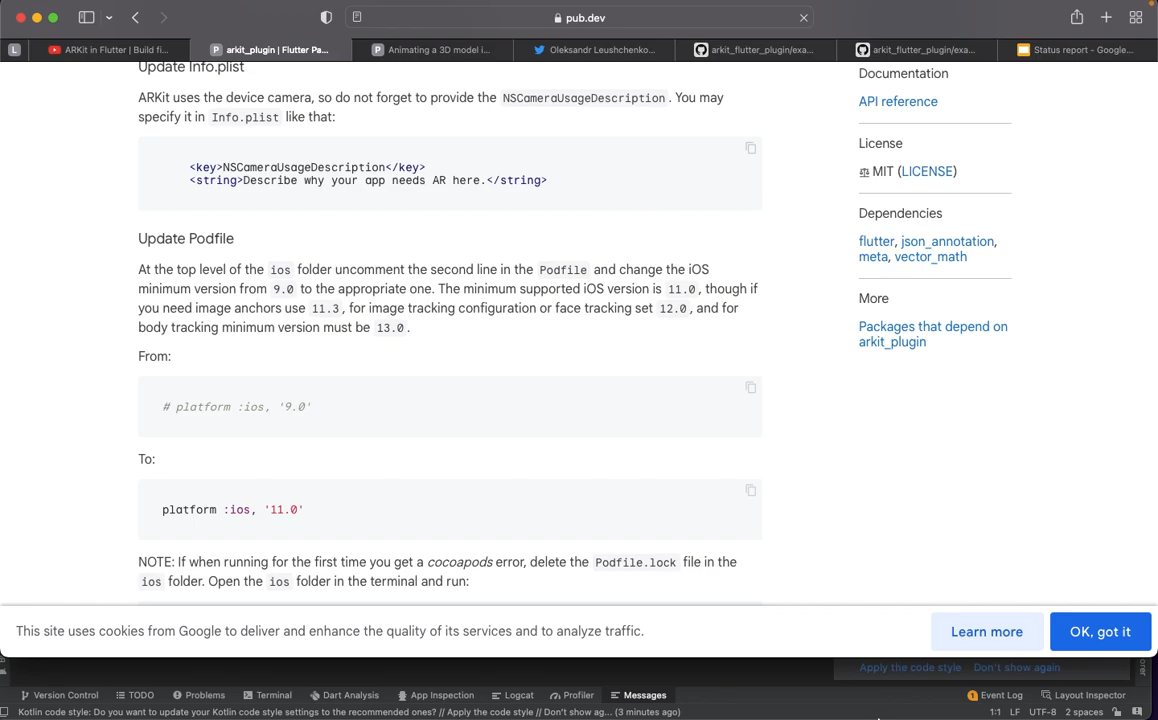 pub.dev
L
ARKit in Flutter | Build fi...
P arkit_plugin | Flutter Pa...
P Animating a 3D model i...
Oleksandr Leushchenko...
arkit_flutter_plugin/exa...
arkit_flutter_plugin/exa...
Status report - Google...
Update Info.plist
ARKit uses the device camera, so do not forget to provide the NSCameraUsageDescription. You may
specify it in Info.plist like that:
<key>NSCameraUsageDescription</key>
<string>Describe why your app needs AR here.</string>
Update Podfile
At the top level of the ios folder uncomment the second line in the Podfile and change the iOS
minimum version from 9.0 to the appropriate one. The minimum supported iOS version is 11.0, though if
you need image anchors use 11.3, for image tracking configuration or face tracking set 12.0, and for
body tracking minimum version must be 13.0.
From:
# platform :ios, '9.0'
To:
platform :ios, '11.0'
NOTE: If when running for the first time you get a cocoapods error, delete the Podfile.lock file in the
ios folder. Open the ios folder in the terminal and run:
Documentation
API reference
License
MIT (LICENSE)
Dependencies
flutter, json_annotation,
meta, vector_math
More
Packages that depend on
arkit_plugin
This site uses cookies from Google to deliver and enhance the quality of its services and to analyze traffic.
Learn more
OK, got it
Apply the code style Don't show again
Version Control TODO Problems Terminal Dart Analysis App Inspection Logcat Profiler Messages
1 Event Log Layout Inspector
Kotlin code style: Do you want to update your Kotlin code style settings to the recommended ones? // Apply the code style // Don't show ag... (3 minutes ago)
1:1 LF UTF-8 2 spaces